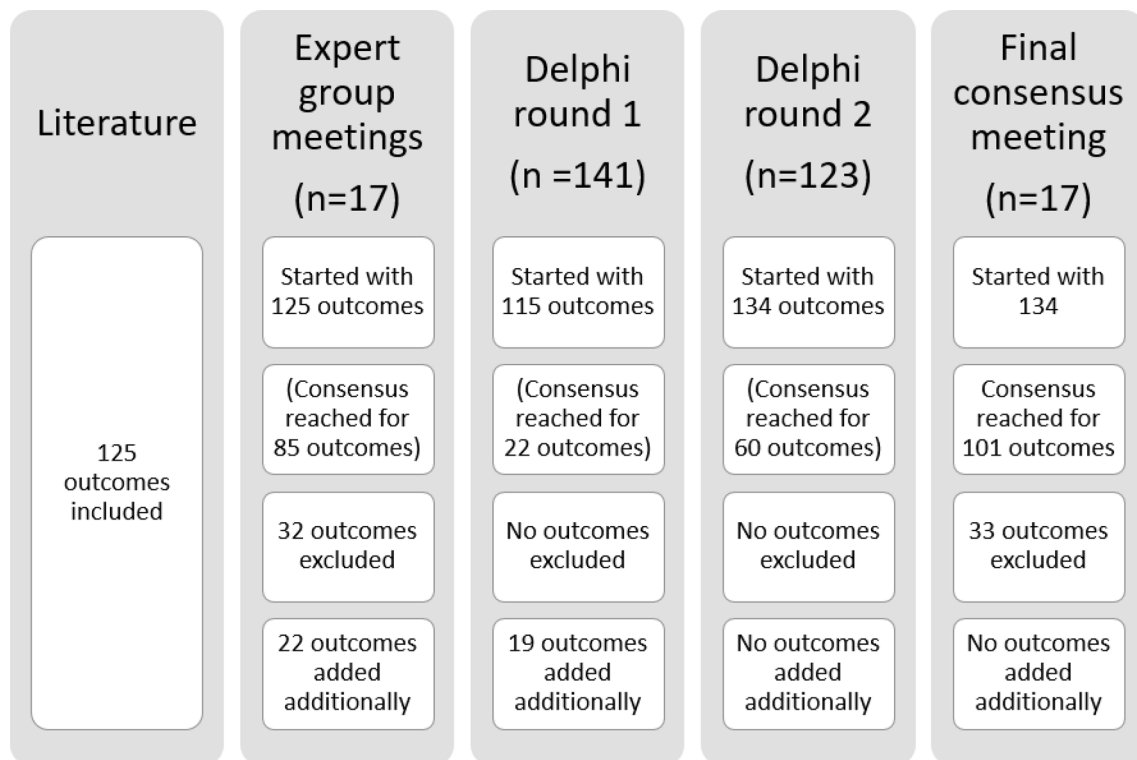 Literature
125
outcomes
included
Expert
group
meetings
(n=17)
Started with
125 outcomes
(Consensus
reached for
85 outcomes)
32 outcomes
excluded
22 outcomes
added
additionally
Delphi
round 1
(n =141)
Started with
115 outcomes
(Consensus
reached for
22 outcomes)
No outcomes
excluded
19 outcomes
added
additionally
Delphi
round 2
(n=123)
Started with
134 outcomes
(Consensus
reached for
60 outcomes)
No outcomes
excluded
No outcomes
added
additionally
Final
consensus
meeting
(n=17)
Started with
134
Consensus
reached for
101 outcomes
33 outcomes
excluded
No outcomes
added
additionally